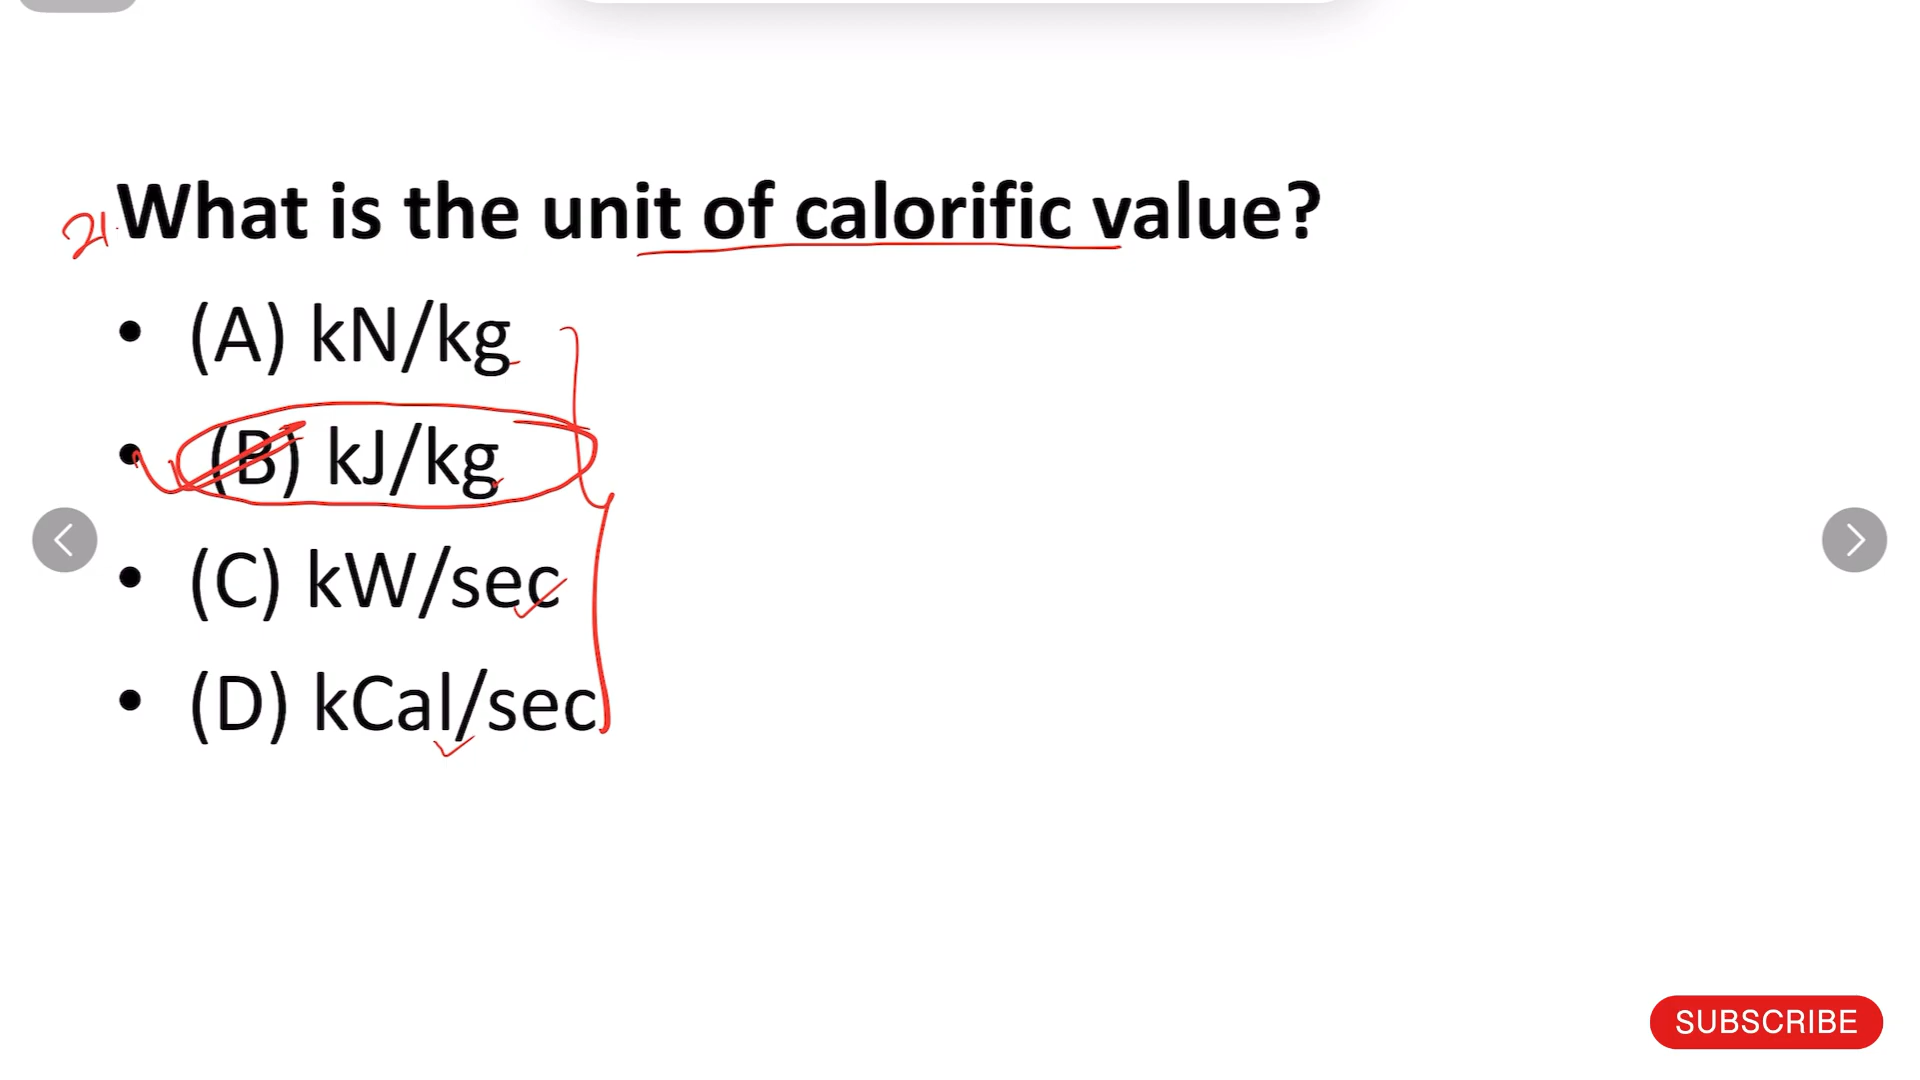 21.
What is the unit of calorific value?
• (A) kN/kg
• (B) kJ/kg
• (C) kW/sec
• (D) kCal/sec
SUBSCRIBE